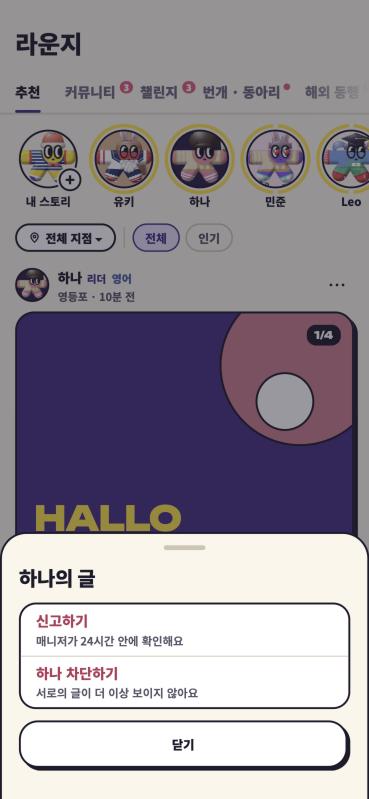 라운지
추천 커뮤니티 3 챌린지 3 번개 · 동아리 해외 동행
내 스토리 유키 하나 민준 Leo
전체 지점 전체 인기
하나 리더 영어
영등포 · 10분 전
1/4
HALLO
하나의 글
신고하기
매니저가 24시간 안에 확인해요
하나 차단하기
서로의 글이 더 이상 보이지 않아요
닫기